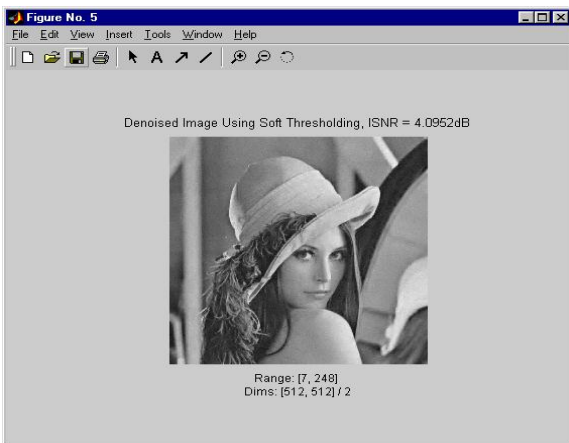 Figure No. 5
File Edit View Insert Tools Window Help
A
Denoised Image Using Soft Thresholding, ISNR = 4.0952dB
Range: [7, 248]
Dims: [512, 512] / 2